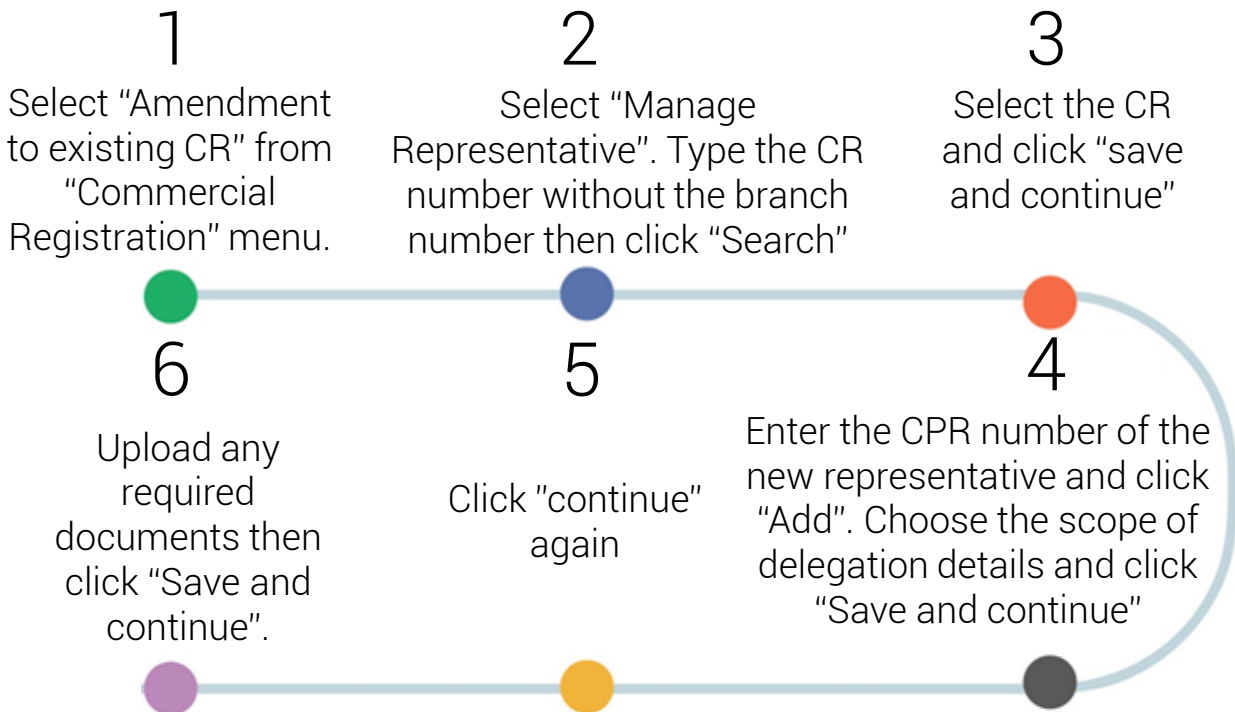 1
Select “Amendment
to existing CR” from
“Commercial
Registration” menu.
2
Select “Manage
Representative”. Type the CR
number without the branch
number then click “Search”
3
Select the CR
and click “save
and continue”
4
Enter the CPR number of the
new representative and click
“Add”. Choose the scope of
delegation details and click
“Save and continue”
5
Click ”continue”
again
6
Upload any
required
documents then
click “Save and
continue”.